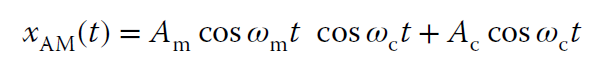 x_AM(t) = A_m cos ω_m t cos ω_c t + A_c cos ω_c t